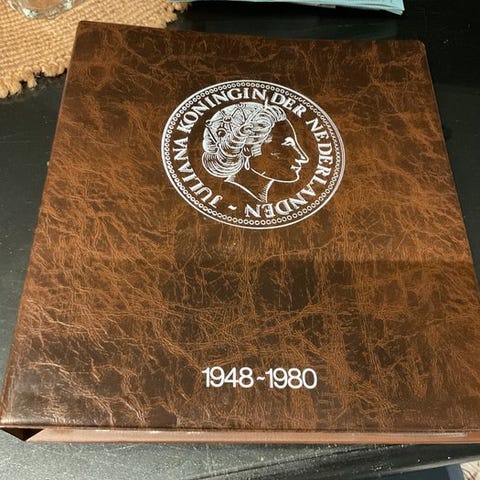 JULIANA KONINGIN DER NEDERLANDEN ~
1948~1980